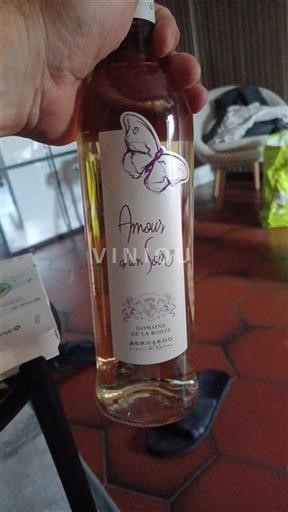 Amour
d'un Soir
VINOU
DOMAINE
DE LA RONZE
BERNARDO